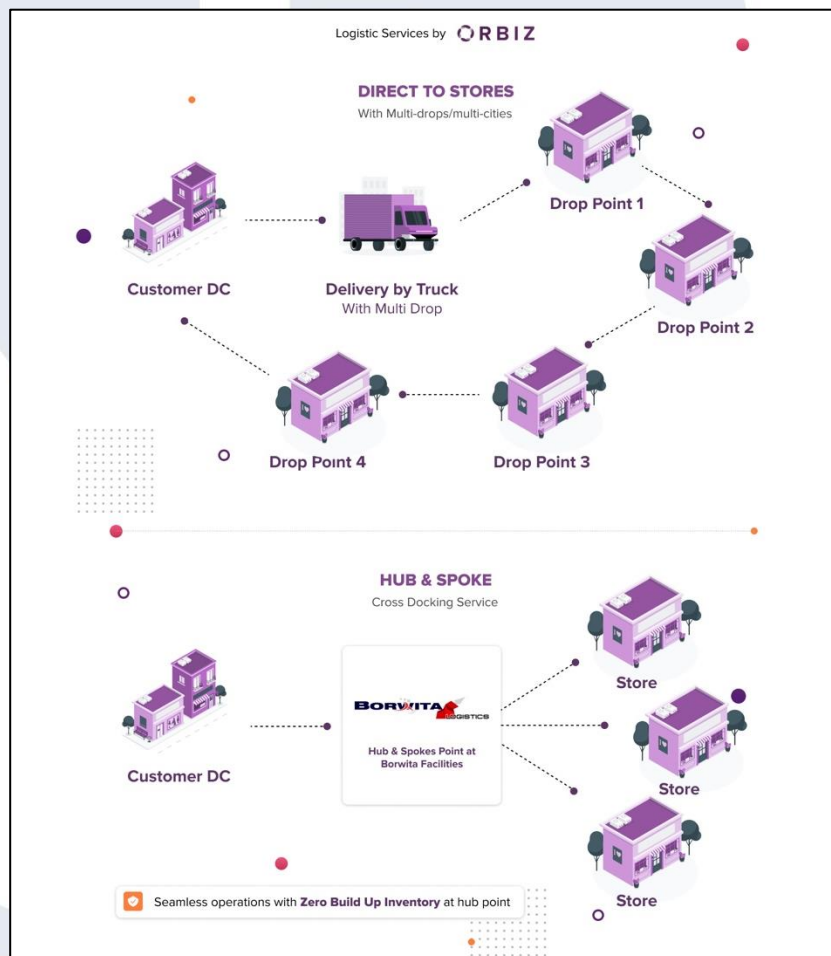 Logistic Services by ORBIZ
DIRECT TO STORES
With Multi-drops/multi-cities
Drop Point 1
Customer DC
Delivery by Truck
With Multi Drop
Drop Point 2
Drop Point 4
Drop Point 3
HUB & SPOKE
Cross Docking Service
Store
BORWITA LOGISTICS
Hub & Spokes Point at
Borwita Facilities
Customer DC
Store
Store
Seamless operations with Zero Build Up Inventory at hub point